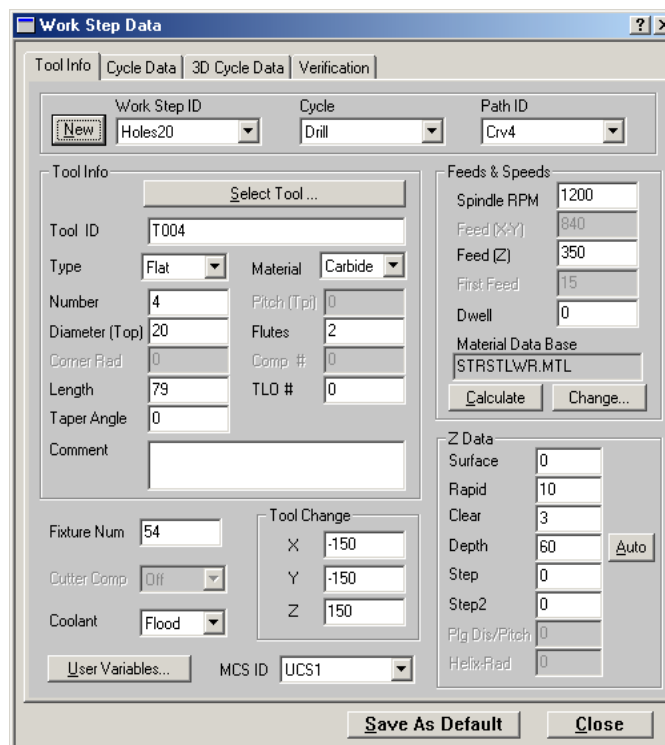 Work Step Data
Tool Info Cycle Data 3D Cycle Data Verification
Work Step ID Cycle Path ID
New Holes20 Drill Crv4
Tool Info
Select Tool ...
Tool ID T004
Type Flat Material Carbide
Number 4 Pitch (Tpi) 0
Diameter (Top) 20 Flutes 2
Corner Rad 0 Comp # 0
Length 79 TLO # 0
Taper Angle 0
Comment
Feeds & Speeds
Spindle RPM 1200
Feed (X-Y) 840
Feed (Z) 350
First Feed 15
Dwell 0
Material Data Base
STRSTLWR.MTL
Calculate Change...
Fixture Num 54
Cutter Comp Off
Coolant Flood
Tool Change
X -150
Y -150
Z 150
Z Data
Surface 0
Rapid 10
Clear 3
Depth 60 Auto
Step 0
Step2 0
Plg Dis/Pitch 0
Helix-Rad 0
User Variables... MCS ID UCS1
Save As Default Close